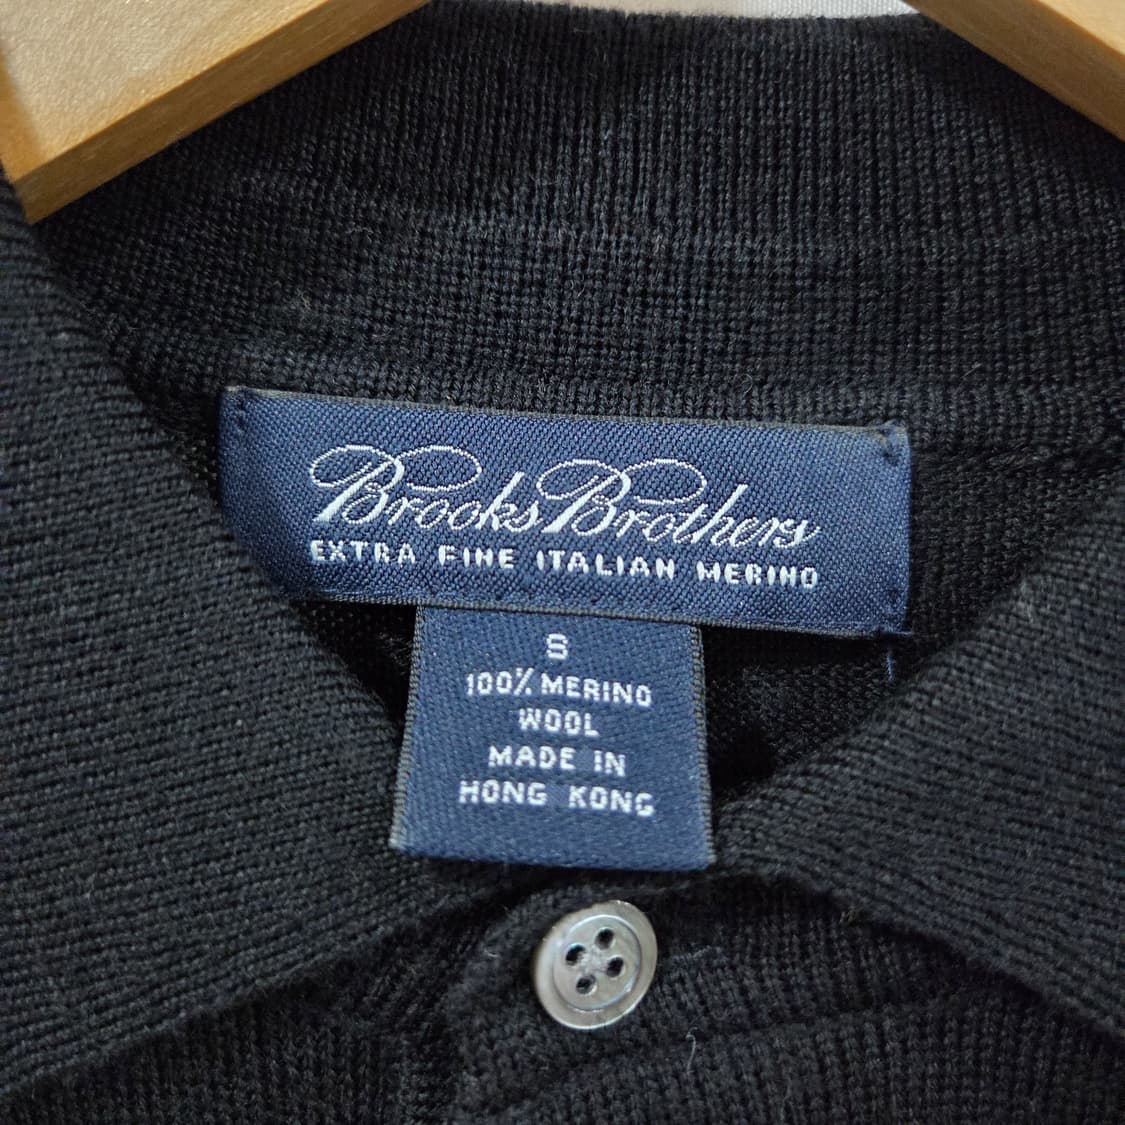 Brooks Brothers
EXTRA FINE ITALIAN MERINO
S
100% MERINO
WOOL
MADE IN
HONG KONG